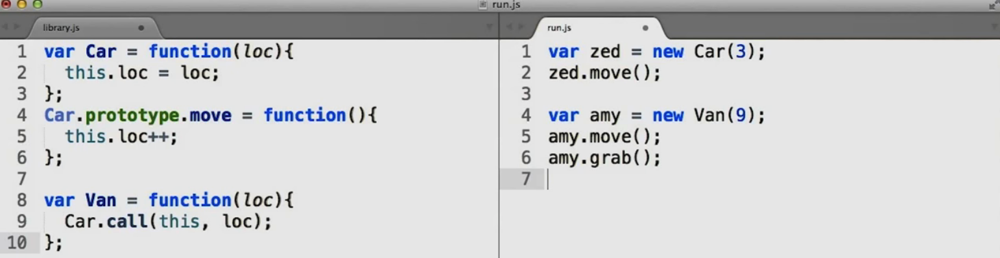 run.js
library.js
1 var Car = function(loc){
2   this.loc = loc;
3 };
4 Car.prototype.move = function(){
5   this.loc++;
6 };
7
8 var Van = function(loc){
9   Car.call(this, loc);
10 };
run.js
1 var zed = new Car(3);
2 zed.move();
3
4 var amy = new Van(9);
5 amy.move();
6 amy.grab();
7